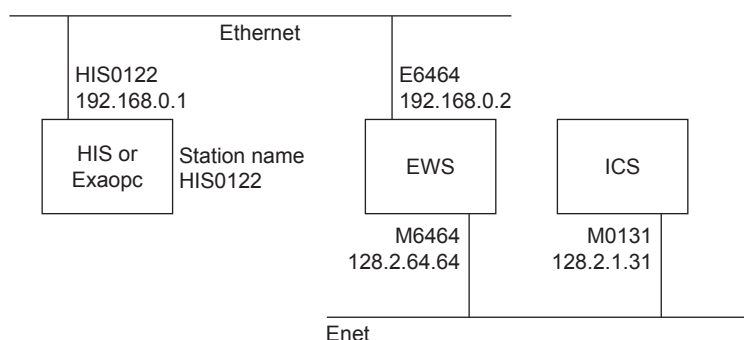 Ethernet
HIS0122
192.168.0.1
E6464
192.168.0.2
HIS or
Exaopc
Station name
HIS0122
EWS
ICS
M6464
128.2.64.64
M0131
128.2.1.31
Enet